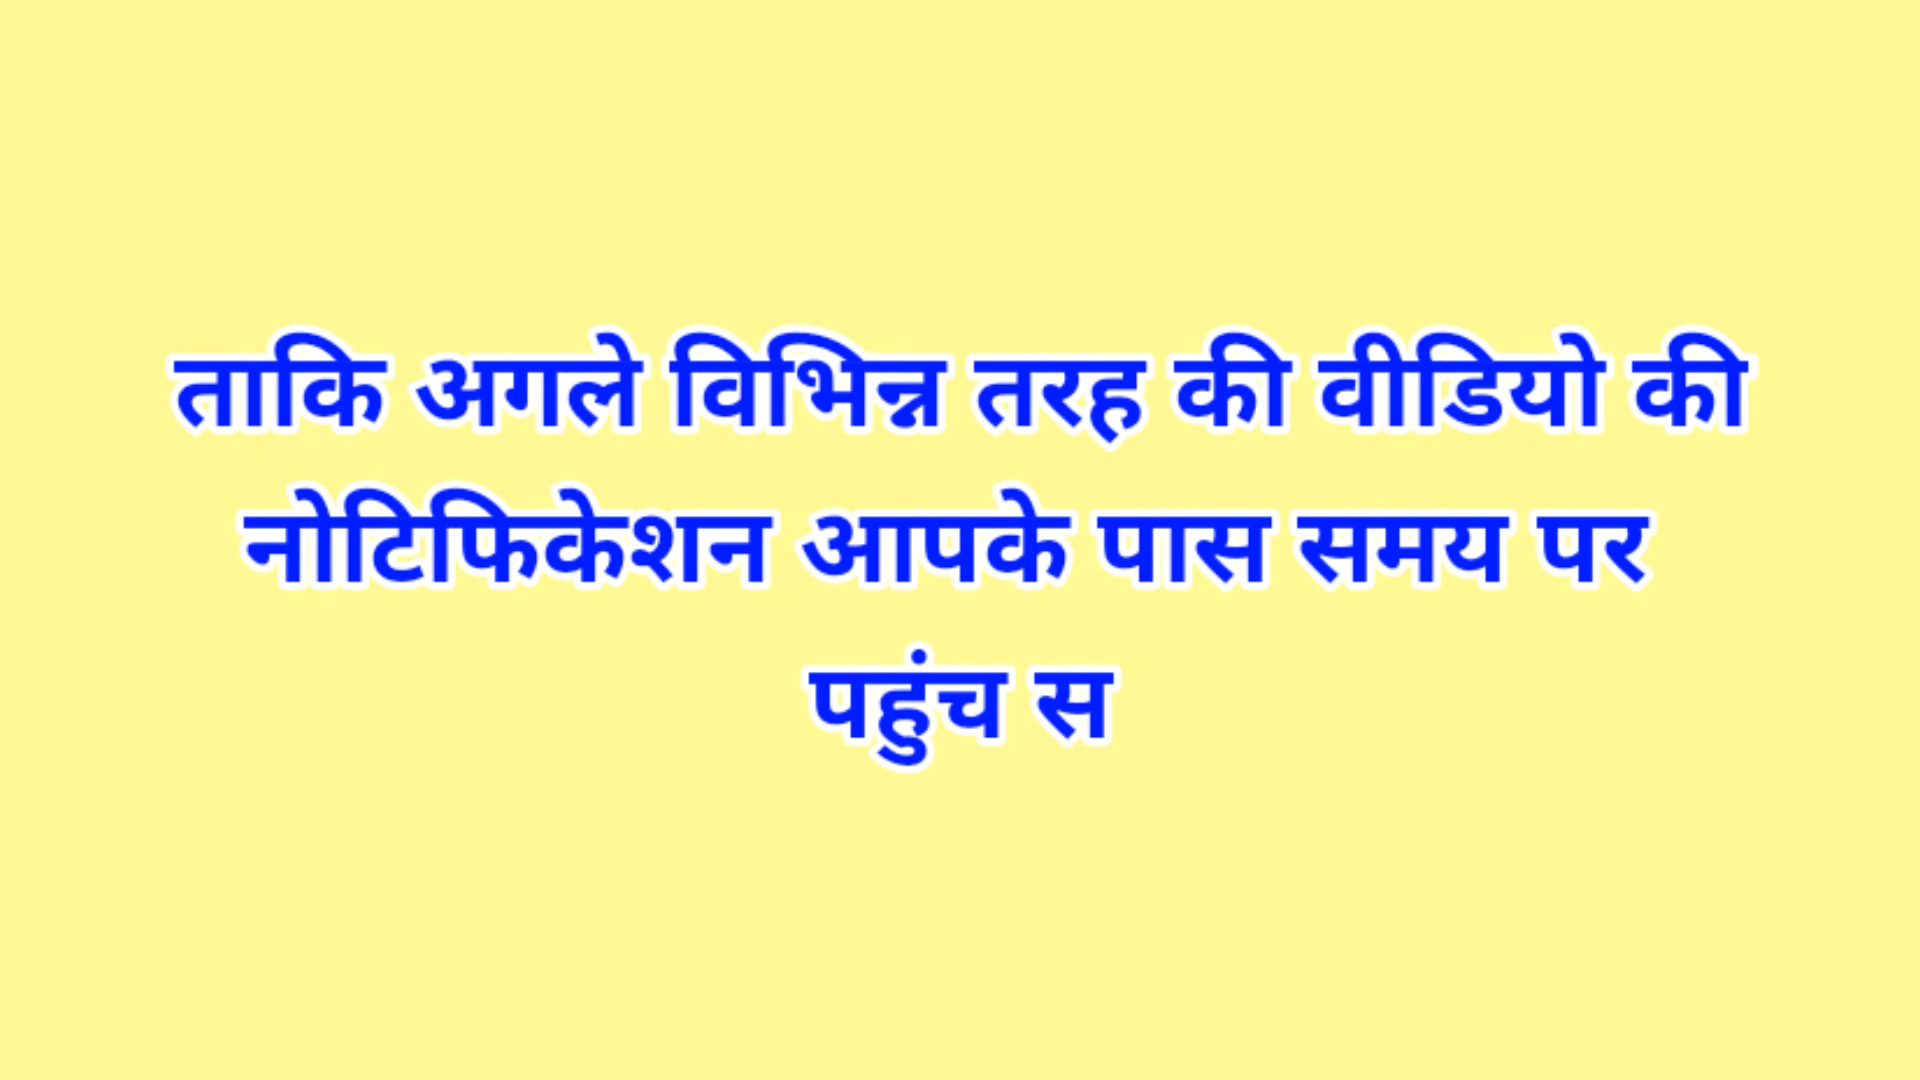 ताकि अगले विभिन्न तरह की वीडियो की
नोटिफिकेशन आपके पास समय पर
पहुंच स